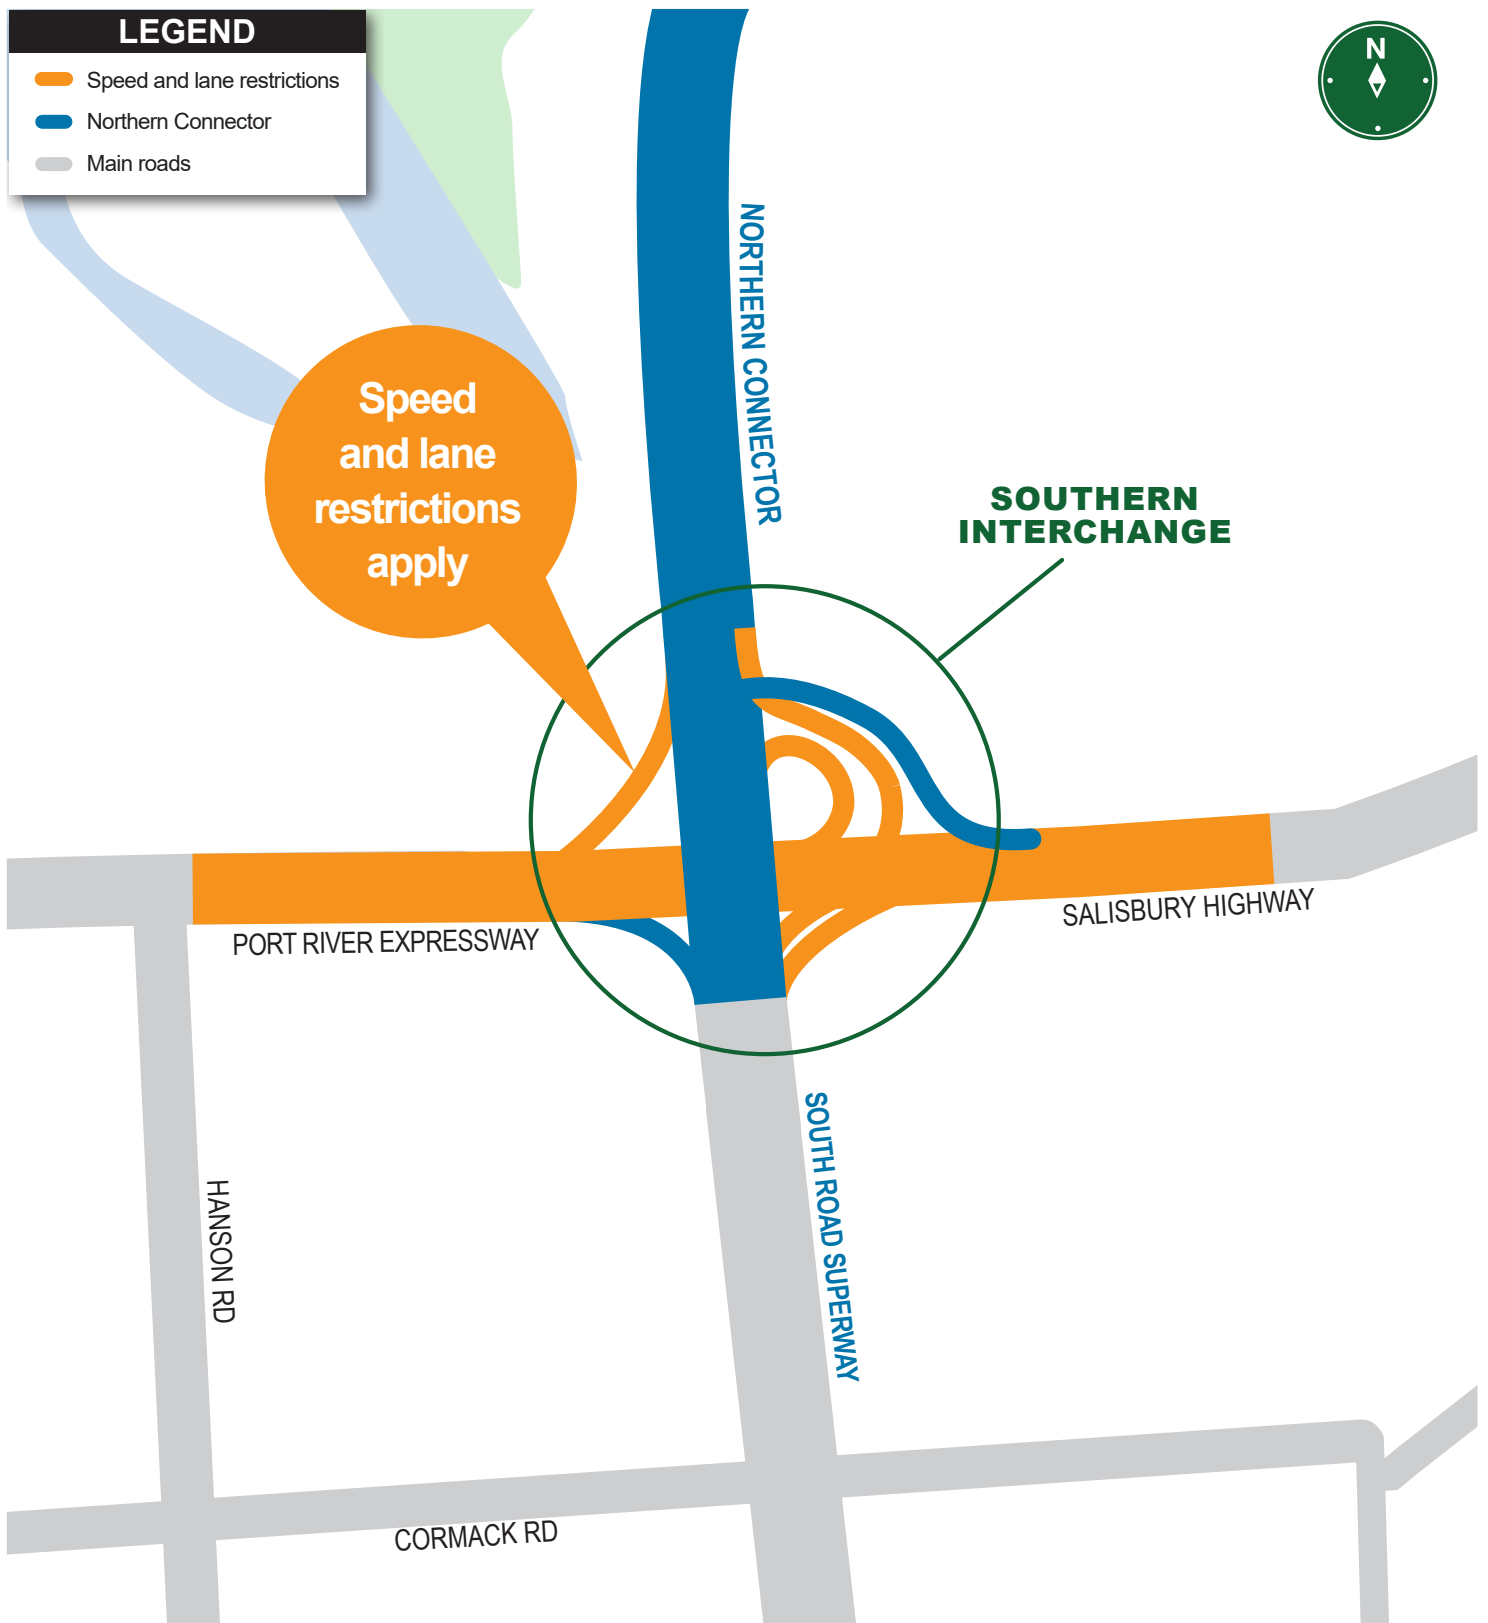 LEGEND
Speed and lane restrictions
Northern Connector
Main roads
N
NORTHERN CONNECTOR
Speed
and lane
restrictions
apply
SOUTHERN
INTERCHANGE
PORT RIVER EXPRESSWAY
SALISBURY HIGHWAY
HANSON RD
SOUTH ROAD SUPERWAY
CORMACK RD